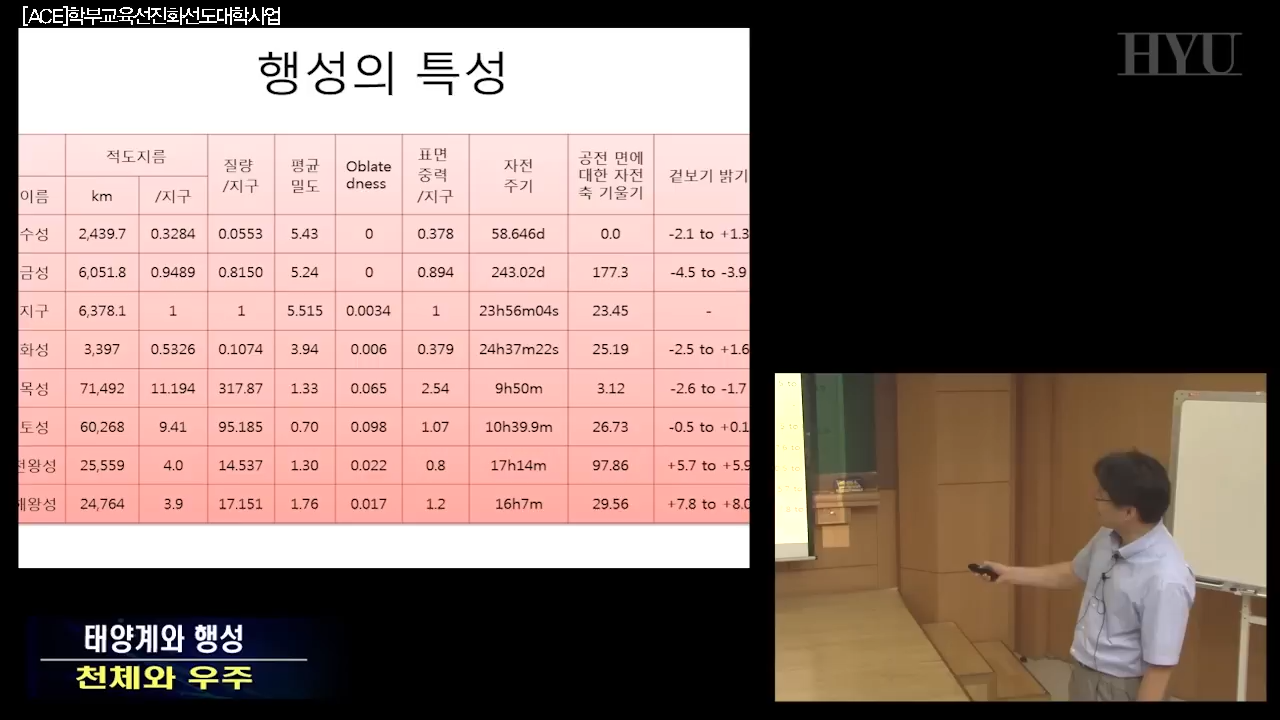 [ACE]학부교육선진화선도대학사업
HYU
행성의 특성
이름 적도지름 km /지구 질량 /지구 평균 밀도 Oblate dness 표면 중력 /지구 자전 주기 공전 면에 대한 자전 축 기울기 겉보기 밝기
수성 2,439.7 0.3284 0.0553 5.43 0 0.378 58.646d 0.0 -2.1 to +1.3
금성 6,051.8 0.9489 0.8150 5.24 0 0.894 243.02d 177.3 -4.5 to -3.9
지구 6,378.1 1 1 5.515 0.0034 1 23h56m04s 23.45 -
화성 3,397 0.5326 0.1074 3.94 0.006 0.379 24h37m22s 25.19 -2.5 to +1.6
목성 71,492 11.194 317.87 1.33 0.065 2.54 9h50m 3.12 -2.6 to -1.7
토성 60,268 9.41 95.185 0.70 0.098 1.07 10h39.9m 26.73 -0.5 to +0.1
천왕성 25,559 4.0 14.537 1.30 0.022 0.8 17h14m 97.86 +5.7 to +5.9
해왕성 24,764 3.9 17.151 1.76 0.017 1.2 16h7m 29.56 +7.8 to +8.0
태양계와 행성
천체와 우주